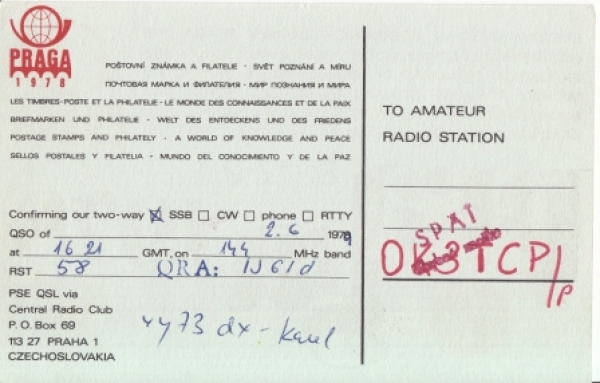 PRAGA
1978
POŠTOVNÍ ZNÁMKA A FILATELIE · SVĚT POZNÁNÍ A MÍRU
ПОЧТОВАЯ МАРКА И ФИЛАТЕЛИЯ · МИР ПОЗНАНИЯ И МИРА
LES TIMBRES-POSTE ET LA PHILATELIE · LE MONDE DES CONNAISSANCES ET DE LA PAIX
BRIEFMARKEN UND PHILATELIE · WELT DES ENTDECKENS UND DES FRIEDENS
POSTAGE STAMPS AND PHILATELY · A WORLD OF KNOWLEDGE AND PEACE
SELLOS POSTALES Y FILATELIA · MUNDO DEL CONOCIMIENTO Y DE LA PAZ
Confirming our two-way SSB CW phone RTTY
QSO of 2.6 1979
at 1621 GMT, on 144 MHz band
RST 58 QRA: IJ61d
PSE QSL via
Central Radio Club
P. O. Box 69
113 27 PRAHA 1
CZECHOSLOVAKIA
73 dx - Karel
TO AMATEUR
RADIO STATION
SPÄŤ
OK3TCP/P